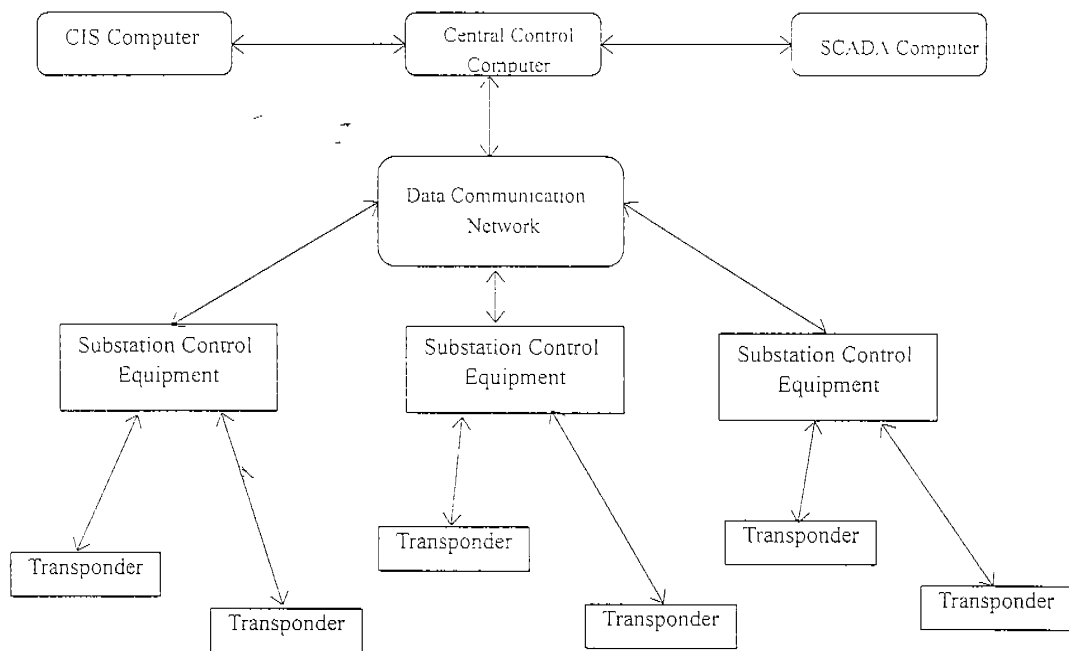 CIS Computer
Central Control
Computer
SCADA Computer
Data Communication
Network
Substation Control
Equipment
Substation Control
Equipment
Substation Control
Equipment
Transponder
Transponder
Transponder
Transponder
Transponder
Transponder